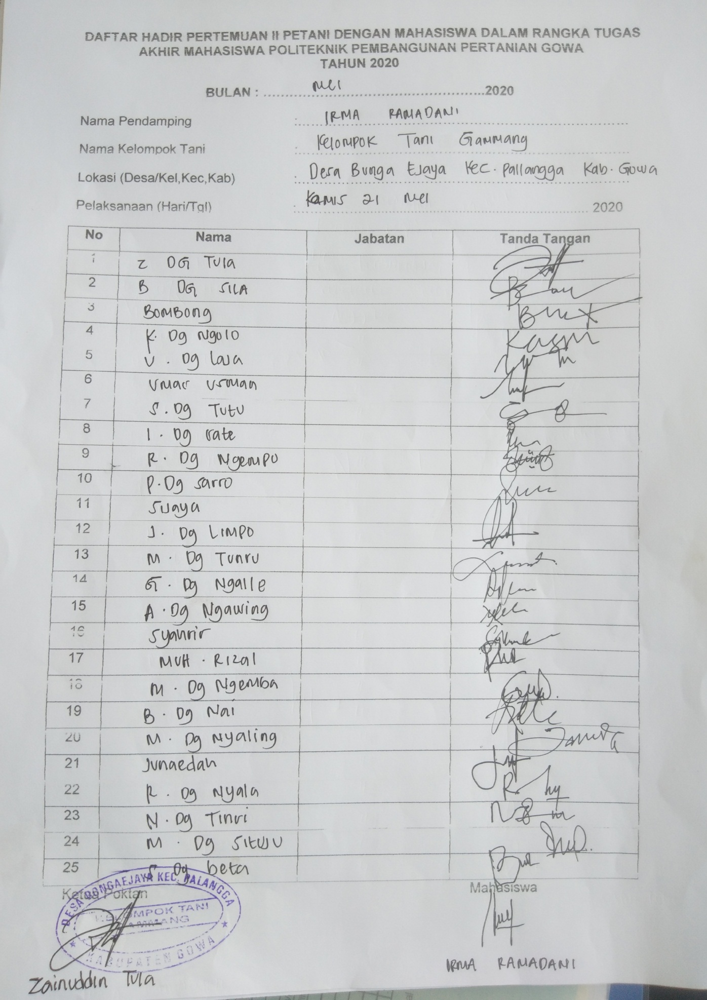 DAFTAR HADIR PERTEMUAN II PETANI DENGAN MAHASISWA DALAM RANGKA TUGAS
AKHIR MAHASISWA POLITEKNIK PEMBANGUNAN PERTANIAN GOWA
TAHUN 2020
BULAN : Mei 2020
Nama Pendamping : IRMA RAMADANI
Nama Kelompok Tani : Kelompok Tani Gammang
Lokasi (Desa/Kel,Kec,Kab) : Desa Bunga Ejaya Kec. Pallangga Kab. Gowa
Pelaksanaan (Hari/Tgl) : Kamis 21 Mei 2020
No Nama Jabatan Tanda Tangan
1 Z DG Tula
2 B DG SILA
3 Bombong
4 K. Dg Ngolo
5 U. Dg Laja
6 Umar Usman
7 S. Dg Tutu
8 I. Dg rate
9 R. Dg Ngempo
10 P. Dg sarro
11 Sijaya
12 J. Dg LIMPO
13 M. Dg Tunru
14 G. Dg Ngalle
15 A. Dg Ngawing
16 Syahrir
17 MUH. Rizal
18 M. Dg Ngemba
19 B. Dg Nai
20 M. Dg Nyaling
21 Junaedah
22 R. Dg Nyala
23 N. Dg Tinri
24 M. Dg Situju
25 S. Dg beta
Ketua Poktan Mahasiswa
DESA BONGAEJAYA KEC. PALANGGA
KELOMPOK TANI
GAMMANG
KABUPATEN GOWA
Zainuddin Tula IRMA RAMADANI